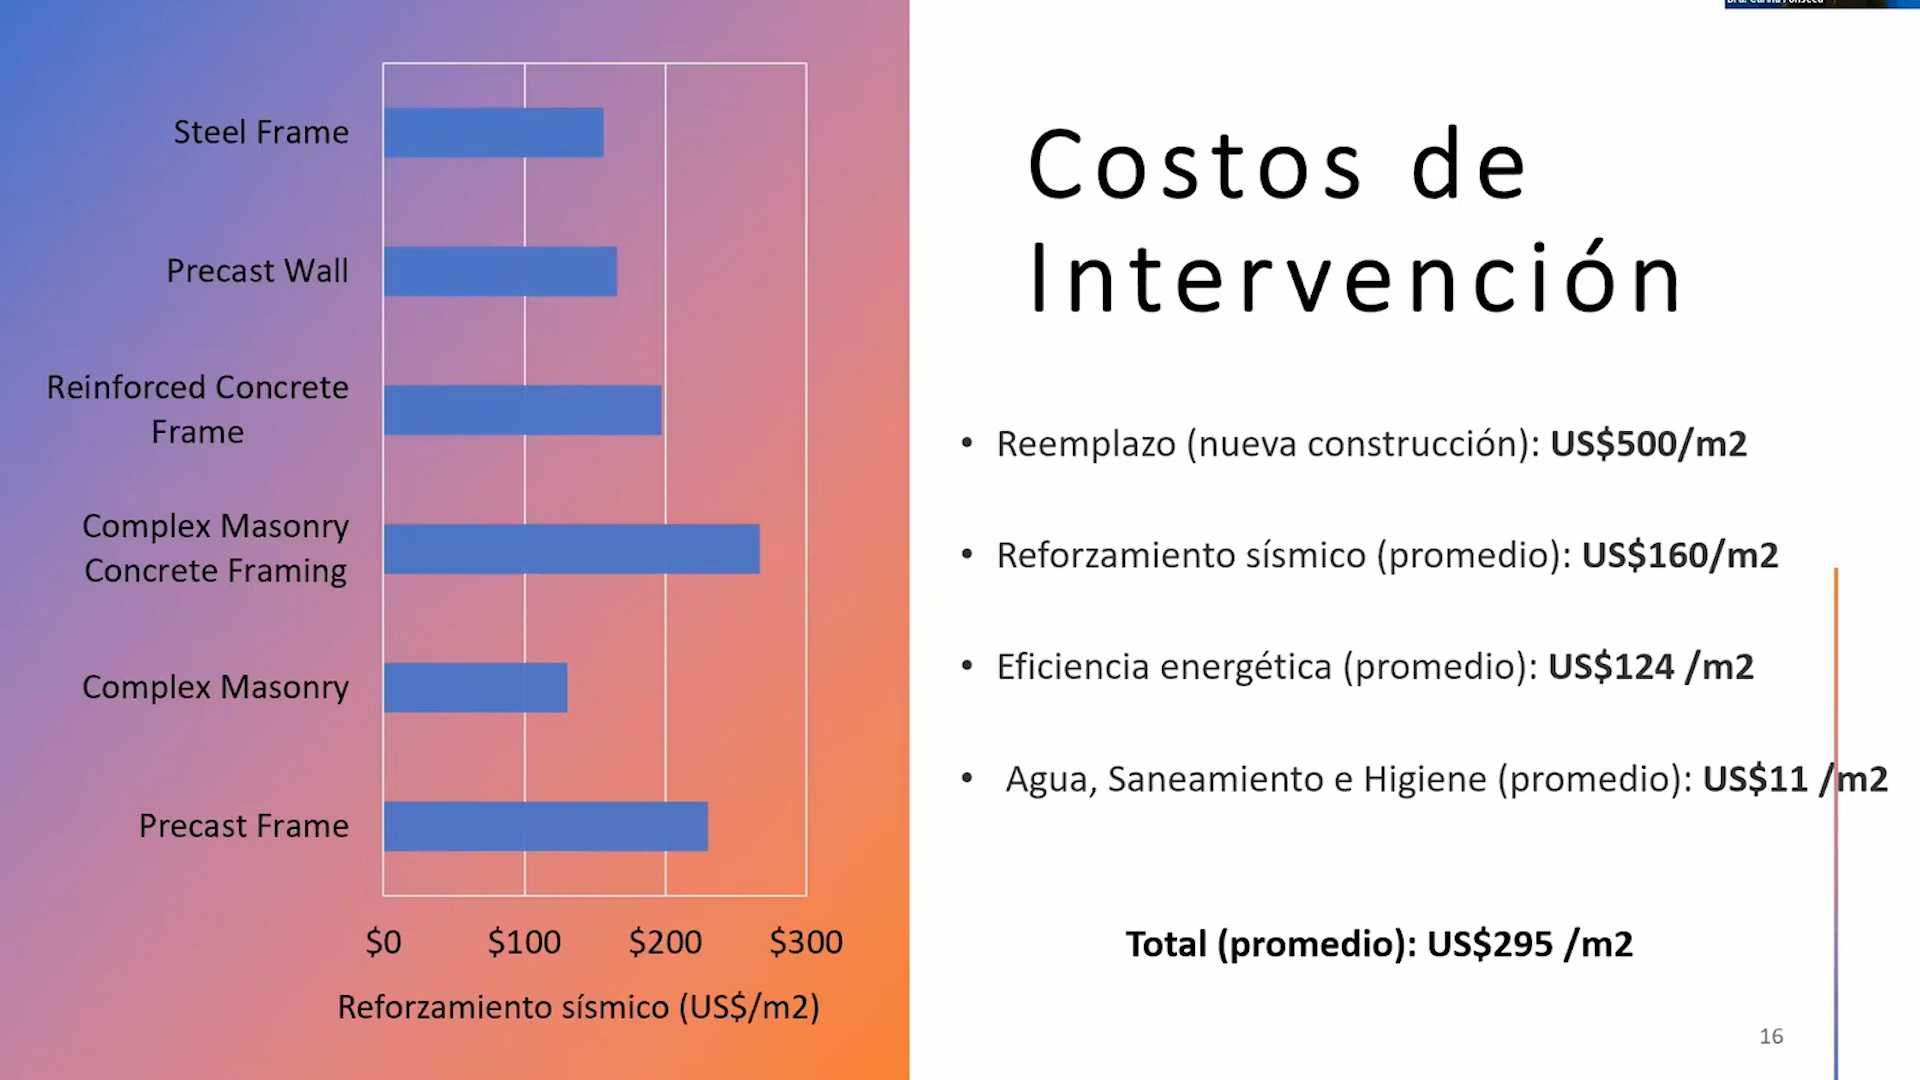 Steel Frame
Precast Wall
Reinforced Concrete
Frame
Complex Masonry
Concrete Framing
Complex Masonry
Precast Frame
$0 $100 $200 $300
Reforzamiento sísmico (US$/m2)
Costos de
Intervención
• Reemplazo (nueva construcción): US$500/m2
• Reforzamiento sísmico (promedio): US$160/m2
• Eficiencia energética (promedio): US$124 /m2
• Agua, Saneamiento e Higiene (promedio): US$11 /m2
Total (promedio): US$295 /m2
16